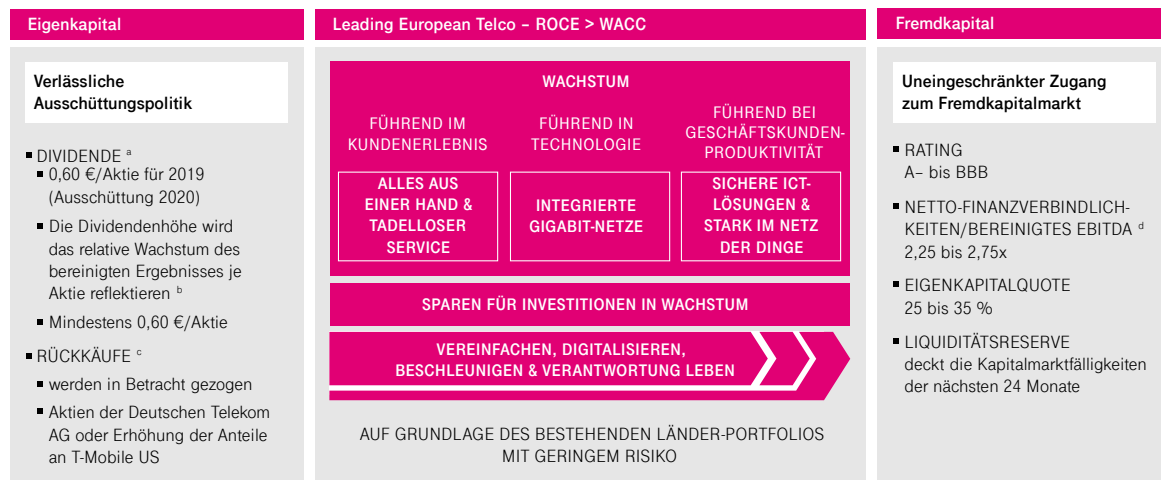 Eigenkapital
Verlässliche
Ausschüttungspolitik
▪ DIVIDENDE ᵃ
▪ 0,60 €/Aktie für 2019
(Ausschüttung 2020)
▪ Die Dividendenhöhe wird
das relative Wachstum des
bereinigten Ergebnisses je
Aktie reflektieren ᵇ
▪ Mindestens 0,60 €/Aktie
▪ RÜCKKÄUFE ᶜ
▪ werden in Betracht gezogen
▪ Aktien der Deutschen Telekom
AG oder Erhöhung der Anteile
an T-Mobile US
Leading European Telco – ROCE > WACC
WACHSTUM
FÜHREND IM
KUNDENERLEBNIS
ALLES AUS
EINER HAND &
TADELLOSER
SERVICE
FÜHREND IN
TECHNOLOGIE
INTEGRIERTE
GIGABIT-NETZE
FÜHREND BEI
GESCHÄFTSKUNDEN-
PRODUKTIVITÄT
SICHERE ICT-
LÖSUNGEN &
STARK IM NETZ
DER DINGE
SPAREN FÜR INVESTITIONEN IN WACHSTUM
VEREINFACHEN, DIGITALISIEREN,
BESCHLEUNIGEN & VERANTWORTUNG LEBEN
AUF GRUNDLAGE DES BESTEHENDEN LÄNDER-PORTFOLIOS
MIT GERINGEM RISIKO
Fremdkapital
Uneingeschränkter Zugang
zum Fremdkapitalmarkt
▪ RATING
A– bis BBB
▪ NETTO-FINANZVERBINDLICH-
KEITEN/BEREINIGTES EBITDA ᵈ
2,25 bis 2,75x
▪ EIGENKAPITALQUOTE
25 bis 35 %
▪ LIQUIDITÄTSRESERVE
deckt die Kapitalmarktfälligkeiten
der nächsten 24 Monate